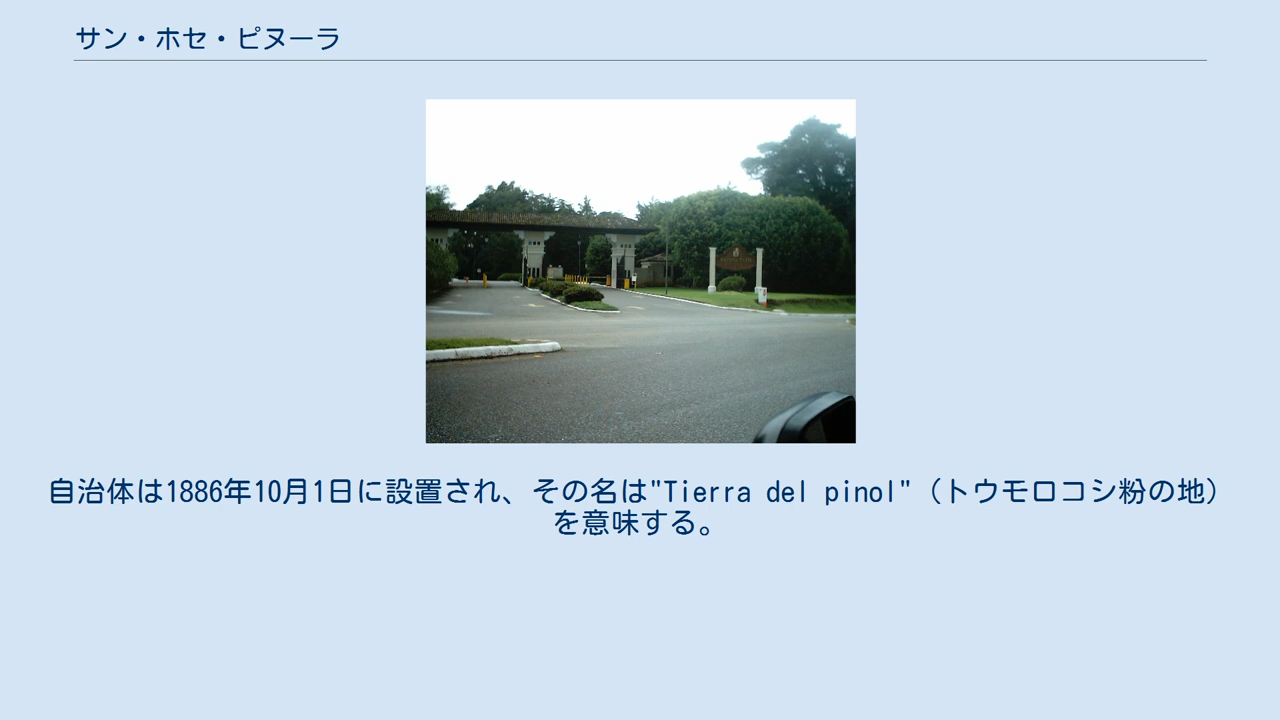 サン・ホセ・ピヌーラ
自治体は1886年10月1日に設置され、その名は"Tierra del pinol"（トウモロコシ粉の地）
を意味する。